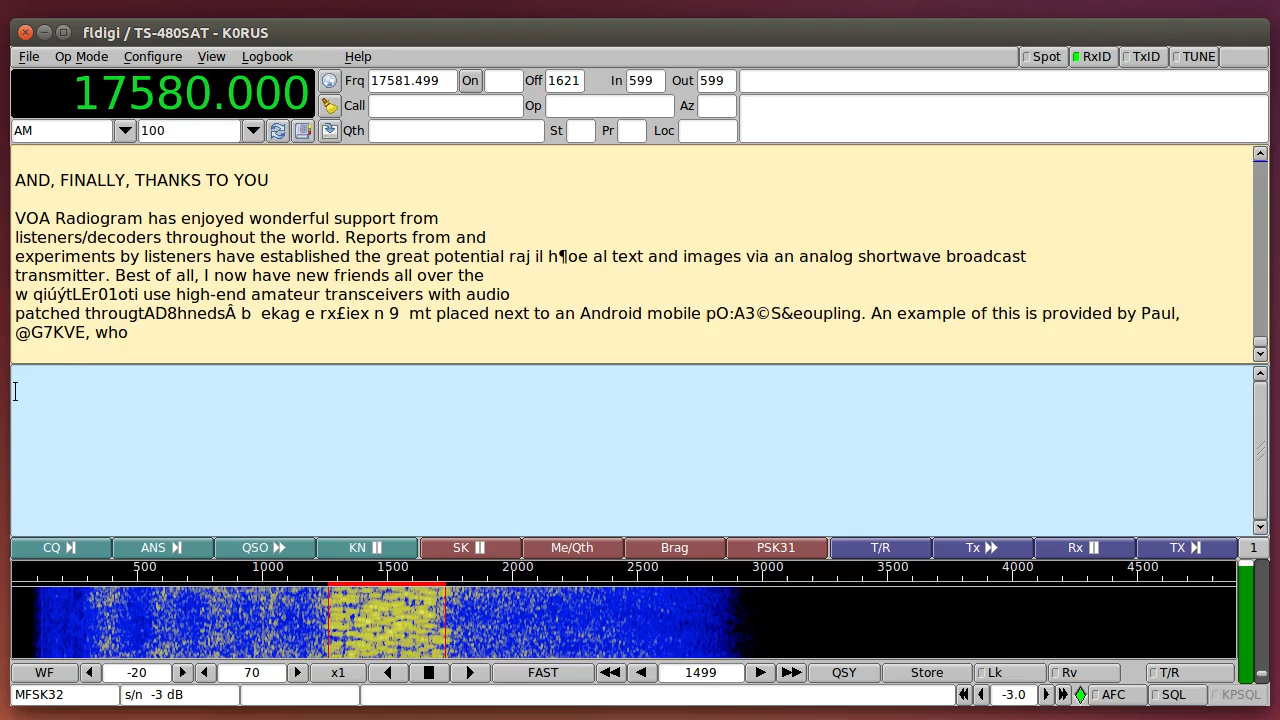 fldigi / TS-480SAT - K0RUS
File Op Mode Configure View Logbook Help Spot RxID TxID TUNE
17580.000 Frq 17581.499 On Off 1621 In 599 Out 599
Call Op Az
AM 100 Qth St Pr Loc
AND, FINALLY, THANKS TO YOU
VOA Radiogram has enjoyed wonderful support from
listeners/decoders throughout the world. Reports from and
experiments by listeners have established the great potential raj il h¶oe al text and images via an analog shortwave broadcast
transmitter. Best of all, I now have new friends all over the
w qiúýtLEr01oti use high-end amateur transceivers with audio
patched througtAD8hnedsÂ b  ekag e rx£iex n 9  mt placed next to an Android mobile pO:A3©S&eoupling. An example of this is provided by Paul,
@G7KVE, who
CQ ANS QSO KN SK Me/Qth Brag PSK31 T/R Tx Rx TX 1
500 1000 1500 2000 2500 3000 3500 4000 4500
WF -20 70 x1 FAST 1499 QSY Store Lk Rv T/R
MFSK32 s/n -3 dB -3.0 AFC SQL KPSQL